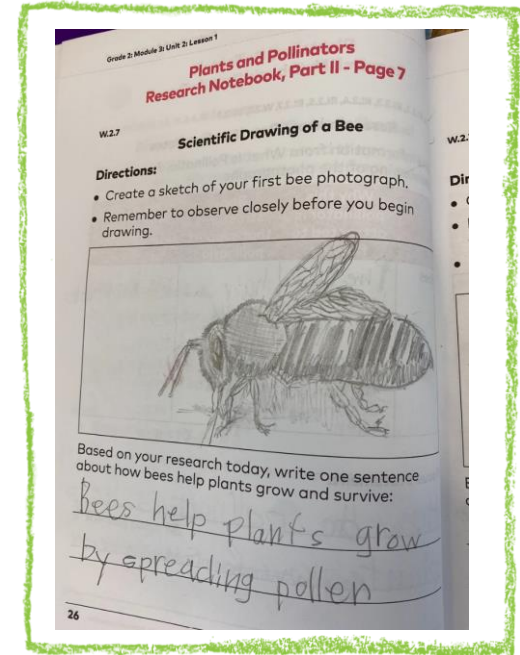 Grade 2: Module 3: Unit 2: Lesson 1
Plants and Pollinators
Research Notebook, Part II - Page 7
W.2.7
Scientific Drawing of a Bee
Directions:
• Create a sketch of your first bee photograph.
• Remember to observe closely before you begin
drawing.
Based on your research today, write one sentence
about how bees help plants grow and survive:
Bees help plants grow
by spreading pollen
26
W.2.
Dir